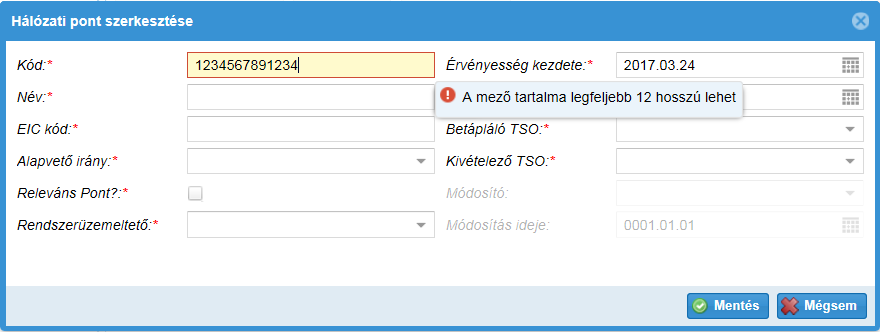 Hálózati pont szerkesztése
Kód:* 1234567891234 Érvényesség kezdete:* 2017.03.24
Név:* A mező tartalma legfeljebb 12 hosszú lehet
EIC kód:* Betápláló TSO:*
Alapvető irány:* Kivételező TSO:*
Releváns Pont?:* Módosító:
Rendszerüzemeltető:* Módosítás ideje: 0001.01.01
Mentés Mégsem